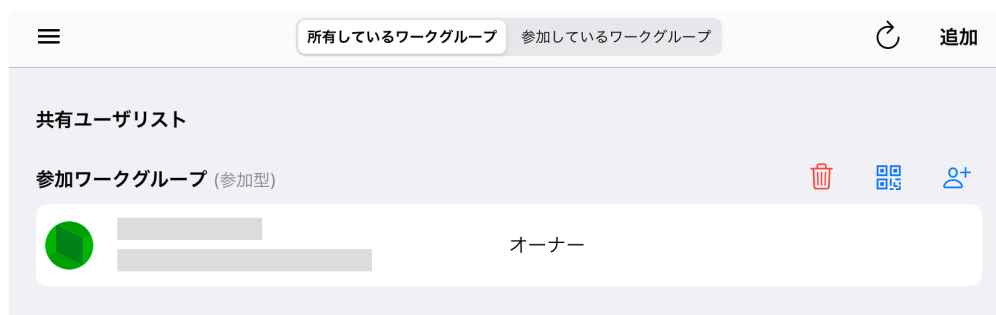 所有しているワークグループ 参加しているワークグループ 追加
共有ユーザリスト
参加ワークグループ (参加型)
オーナー